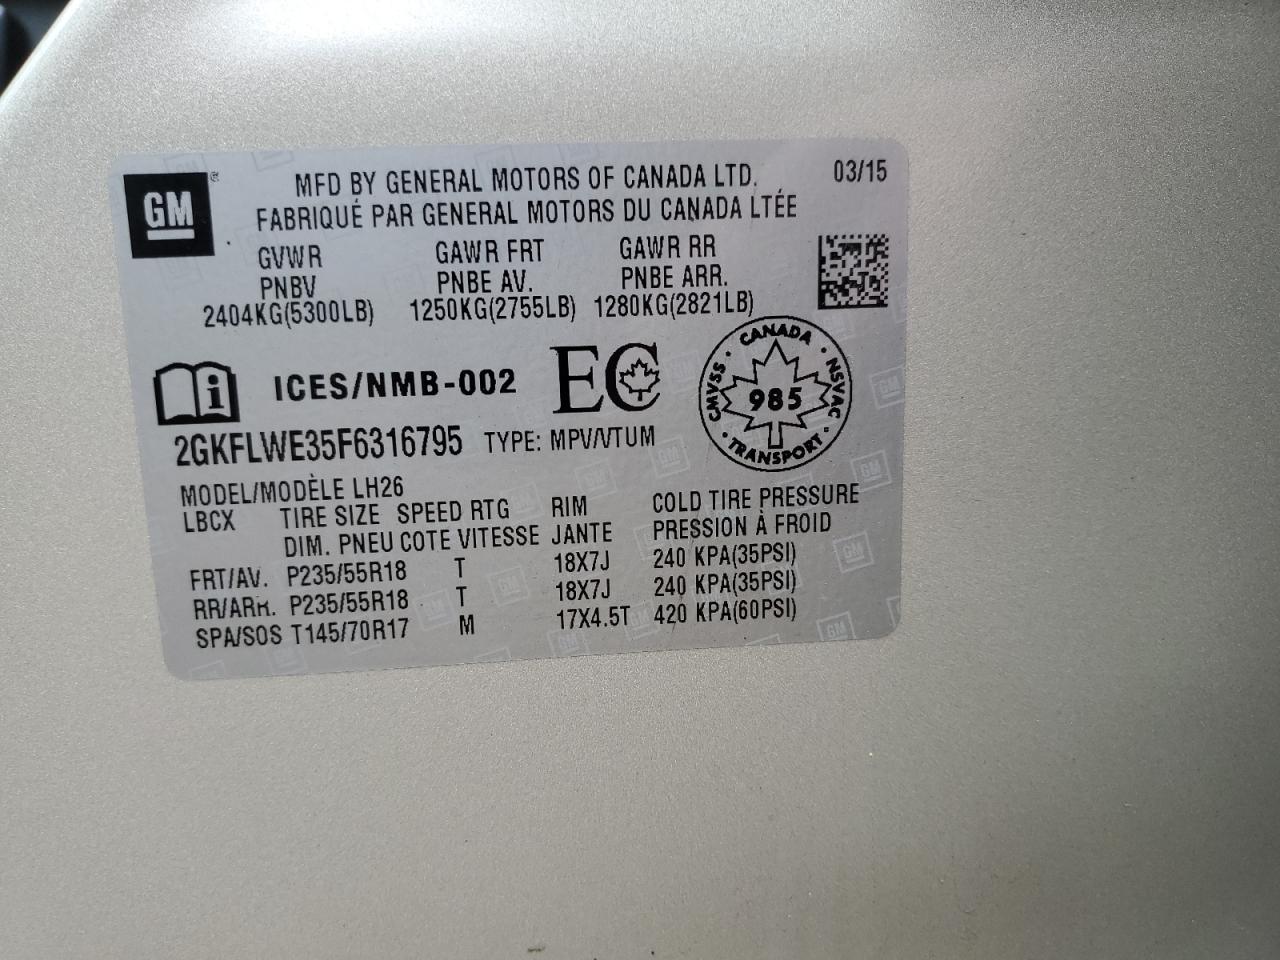 GM®
MFD BY GENERAL MOTORS OF CANADA LTD. 03/15
FABRIQUÉ PAR GENERAL MOTORS DU CANADA LTÉE
GVWR GAWR FRT GAWR RR
PNBV PNBE AV. PNBE ARR.
2404KG(5300LB) 1250KG(2755LB) 1280KG(2821LB)
ICES/NMB-002 EC
CANADA
CMVSS · 985 · NSVAC
TRANSPORT
2GKFLWE35F6316795 TYPE: MPV/VTUM
MODEL/MODÈLE LH26
LBCX TIRE SIZE SPEED RTG RIM COLD TIRE PRESSURE
DIM. PNEU COTE VITESSE JANTE PRESSION À FROID
FRT/AV. P235/55R18 T 18X7J 240 KPA(35PSI)
RR/ARR. P235/55R18 T 18X7J 240 KPA(35PSI)
SPA/SOS T145/70R17 M 17X4.5T 420 KPA(60PSI)